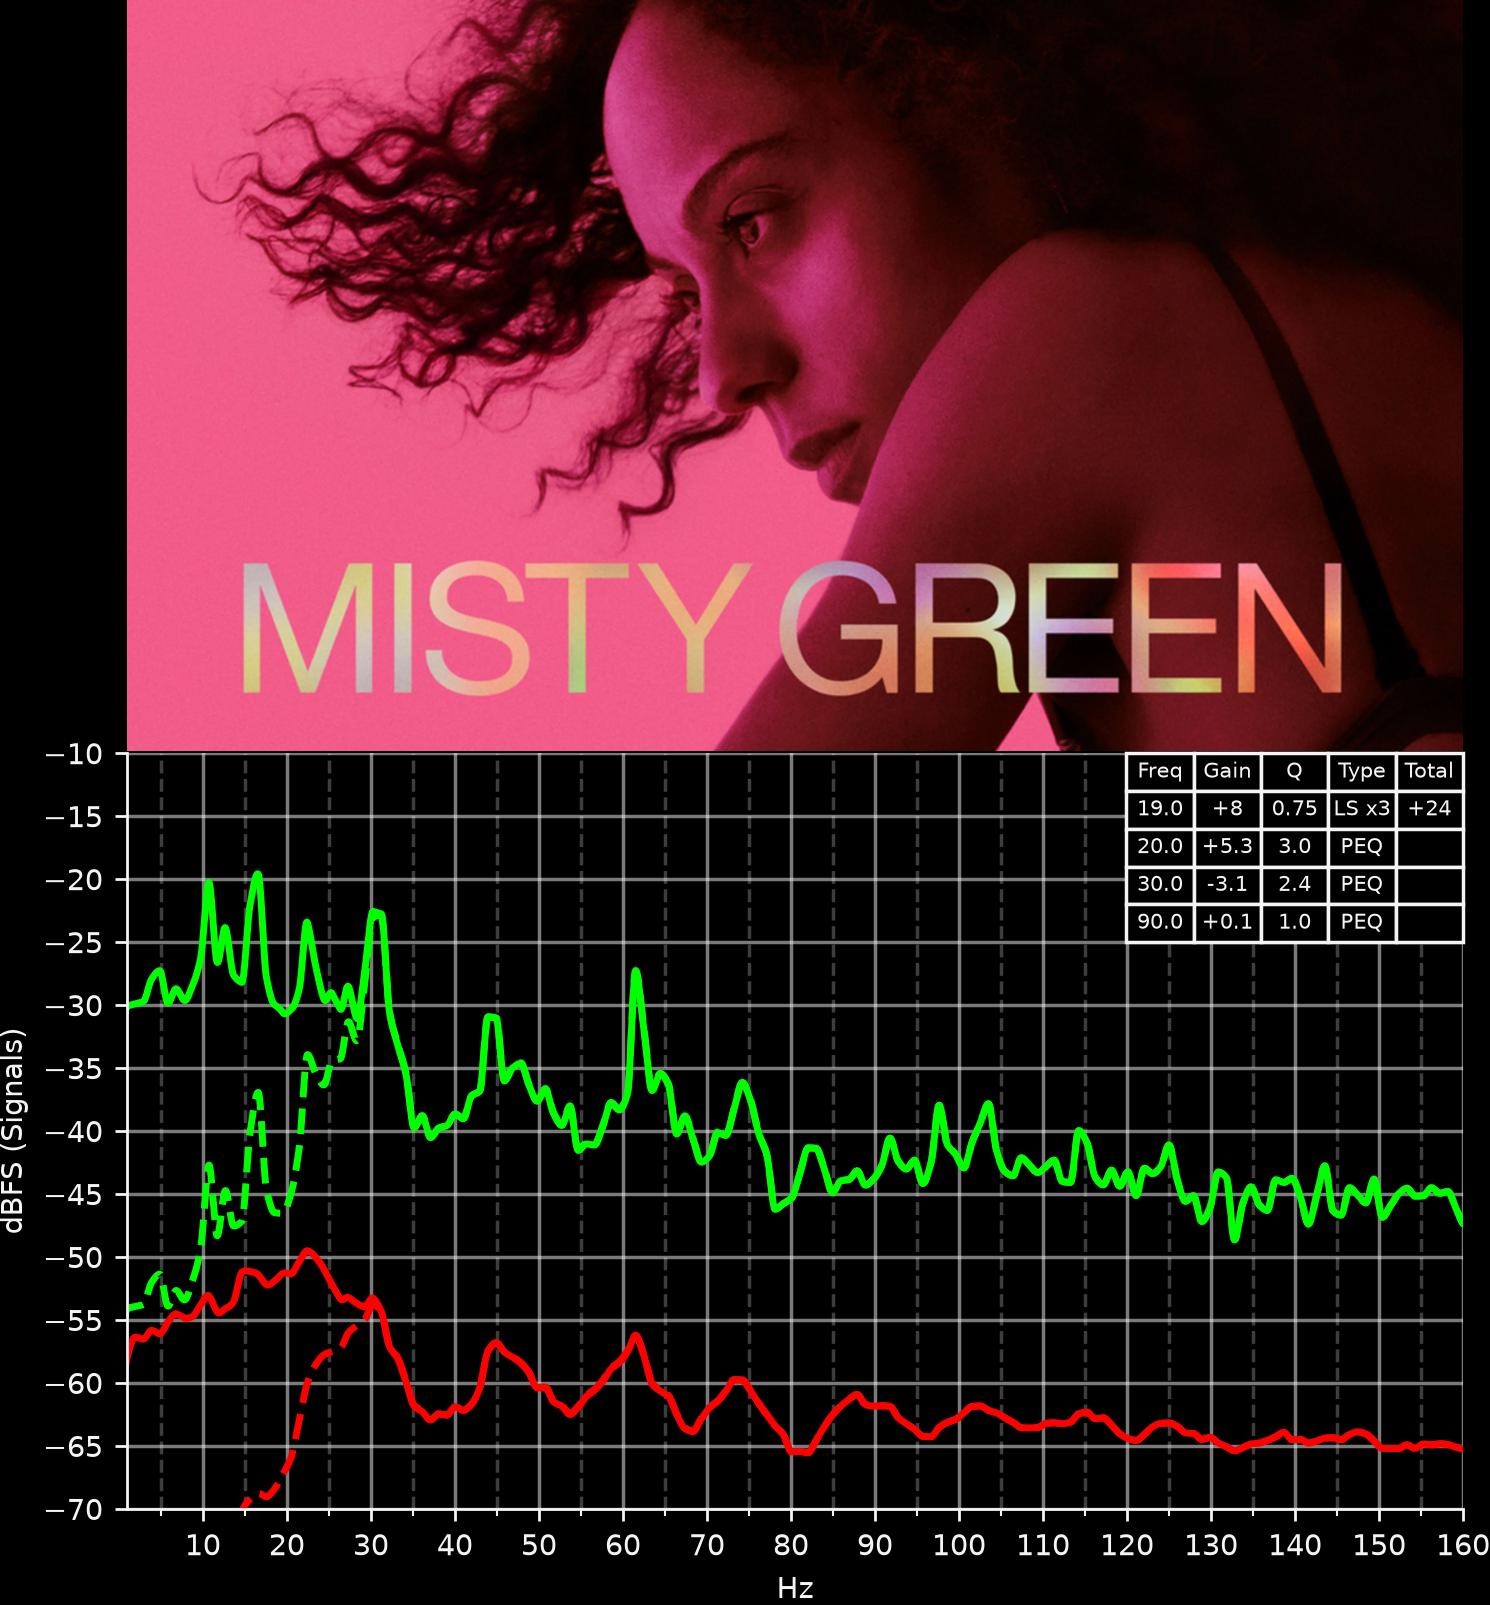 MISTY GREEN
Freq Gain Q Type Total
19.0 +8 0.75 LS x3 +24
20.0 +5.3 3.0 PEQ
30.0 -3.1 2.4 PEQ
90.0 +0.1 1.0 PEQ
−10
−15
−20
−25
−30
−35
−40
−45
−50
−55
−60
−65
−70
dBFS (Signals)
10 20 30 40 50 60 70 80 90 100 110 120 130 140 150 160
Hz